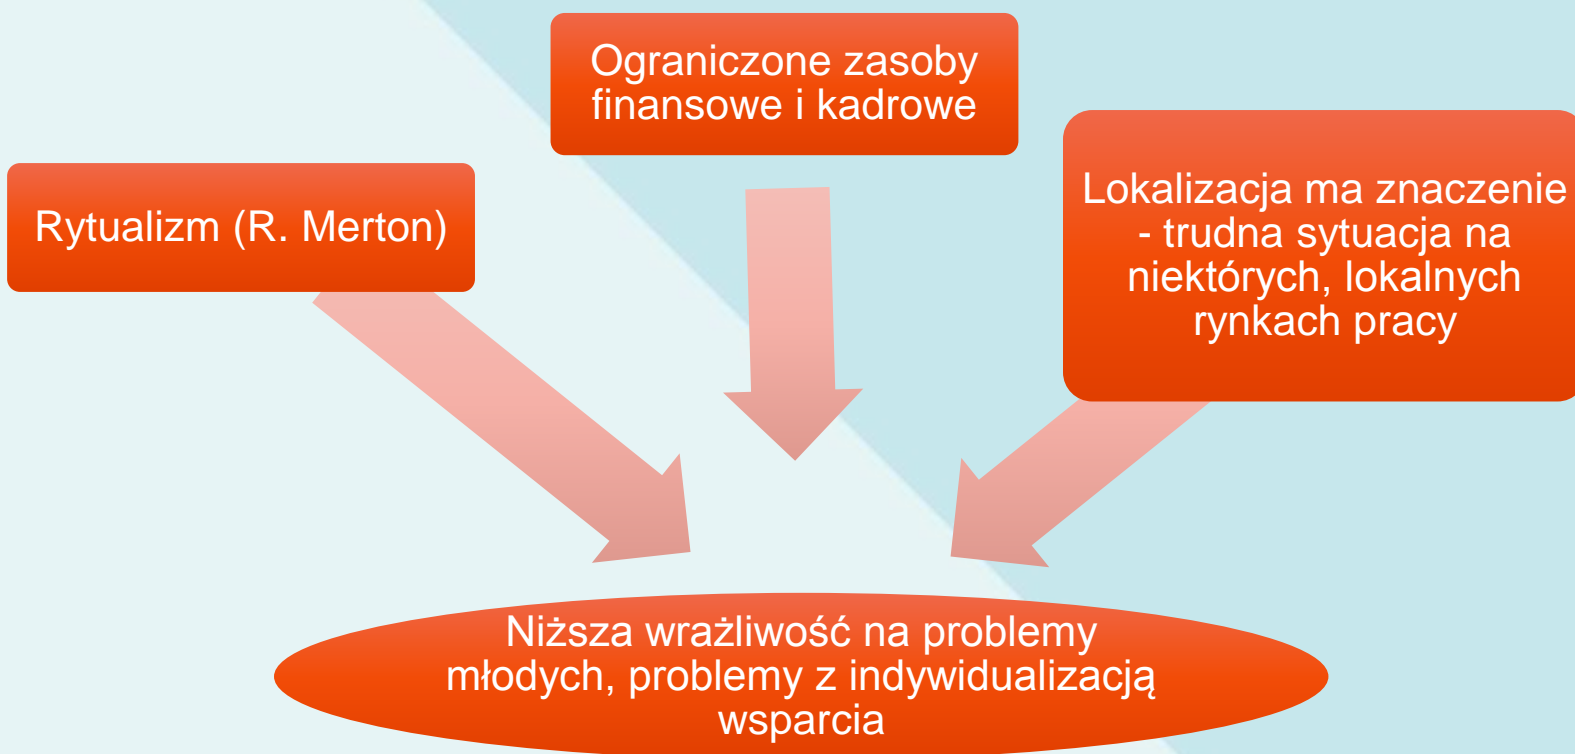 Ograniczone zasoby
finansowe i kadrowe
Rytualizm (R. Merton)
Lokalizacja ma znaczenie
- trudna sytuacja na
niektórych, lokalnych
rynkach pracy
Niższa wrażliwość na problemy
młodych, problemy z indywidualizacją
wsparcia